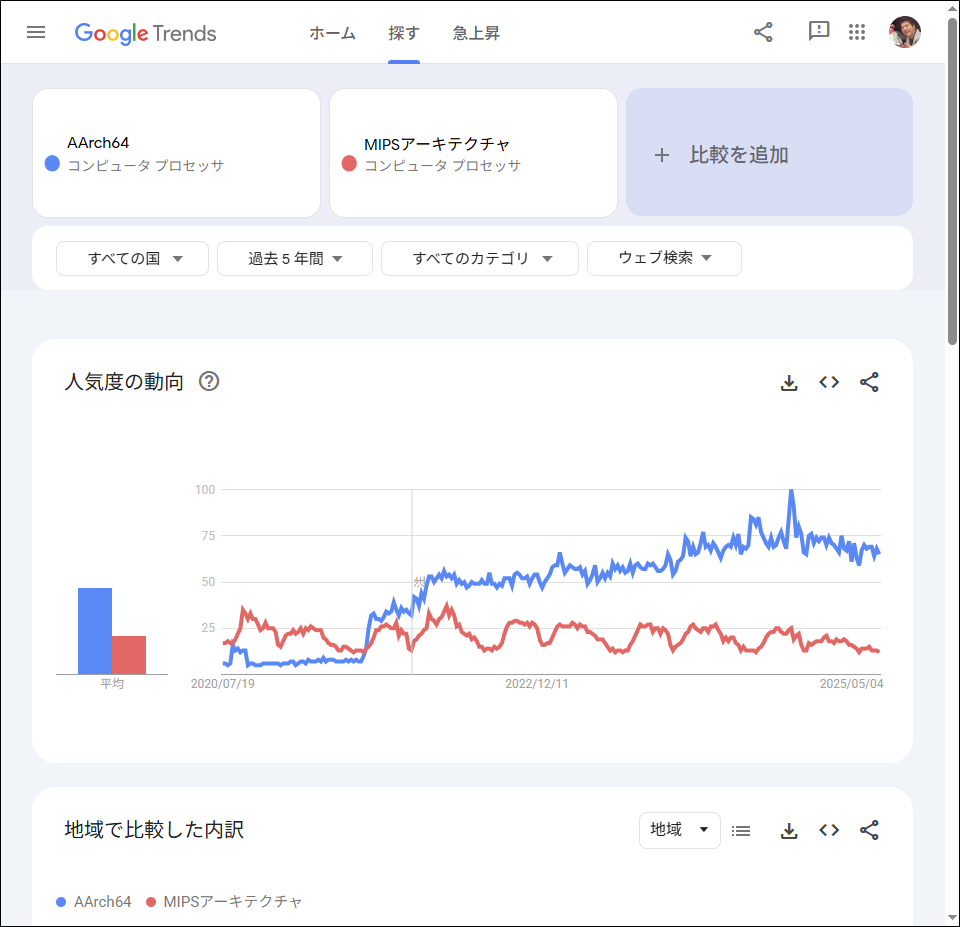 Google Trends
ホーム 探す 急上昇
AArch64
コンピュータ プロセッサ
MIPSアーキテクチャ
コンピュータ プロセッサ
+ 比較を追加
すべての国 過去 5 年間 すべてのカテゴリ ウェブ検索
人気度の動向
100
75
50
25
平均
2020/07/19 2022/12/11 2025/05/04
地域で比較した内訳
地域
AArch64 MIPSアーキテクチャ